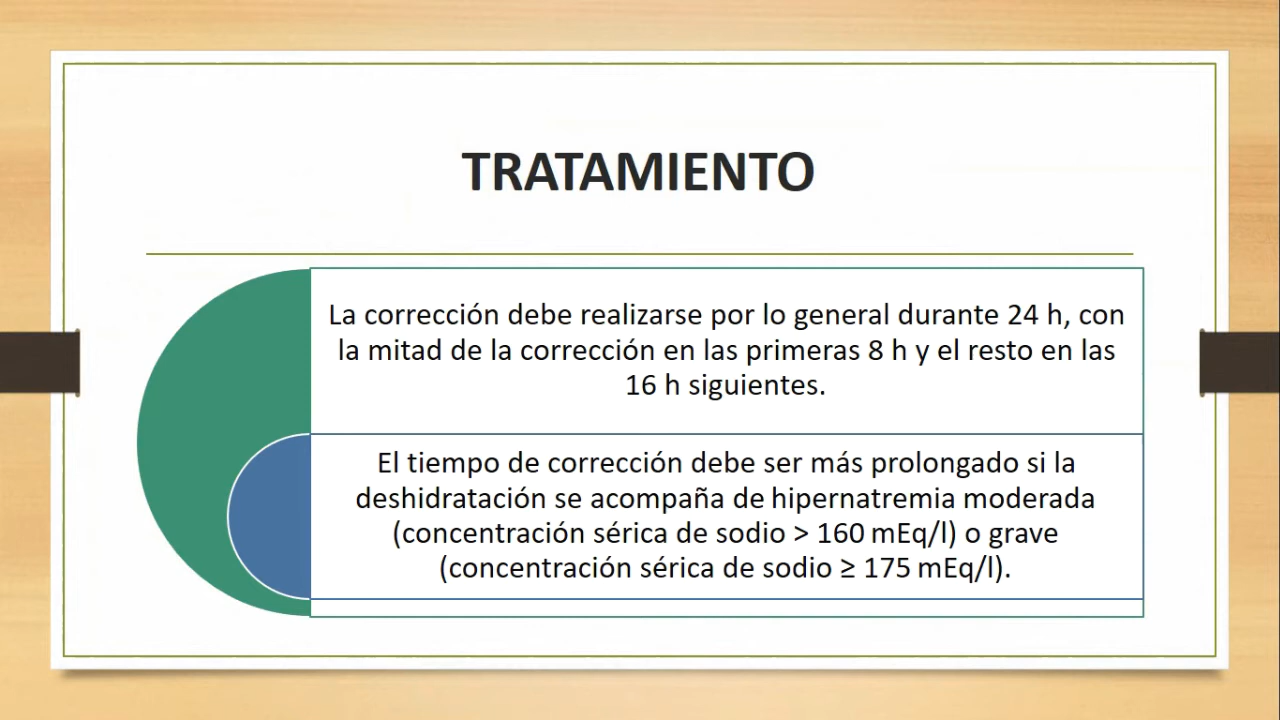 TRATAMIENTO
La corrección debe realizarse por lo general durante 24 h, con
la mitad de la corrección en las primeras 8 h y el resto en las
16 h siguientes.
El tiempo de corrección debe ser más prolongado si la
deshidratación se acompaña de hipernatremia moderada
(concentración sérica de sodio > 160 mEq/l) o grave
(concentración sérica de sodio ≥ 175 mEq/l).